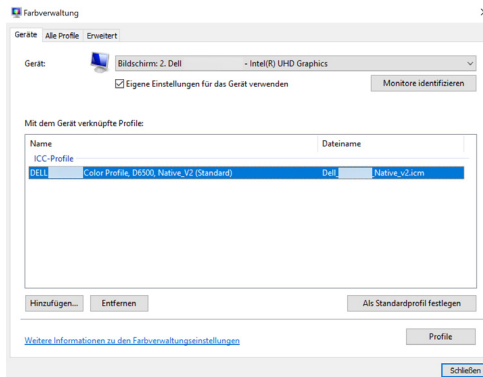 Farbverwaltung
Geräte Alle Profile Erweitert
Gerät: Bildschirm: 2. Dell - Intel(R) UHD Graphics
Eigene Einstellungen für das Gerät verwenden Monitore identifizieren
Mit dem Gerät verknüpfte Profile:
Name Dateiname
ICC-Profile
DELL Color Profile, D6500, Native_V2 (Standard) Dell_ _Native_v2.icm
Hinzufügen... Entfernen Als Standardprofil festlegen
Weitere Informationen zu den Farbverwaltungseinstellungen Profile
Schließen